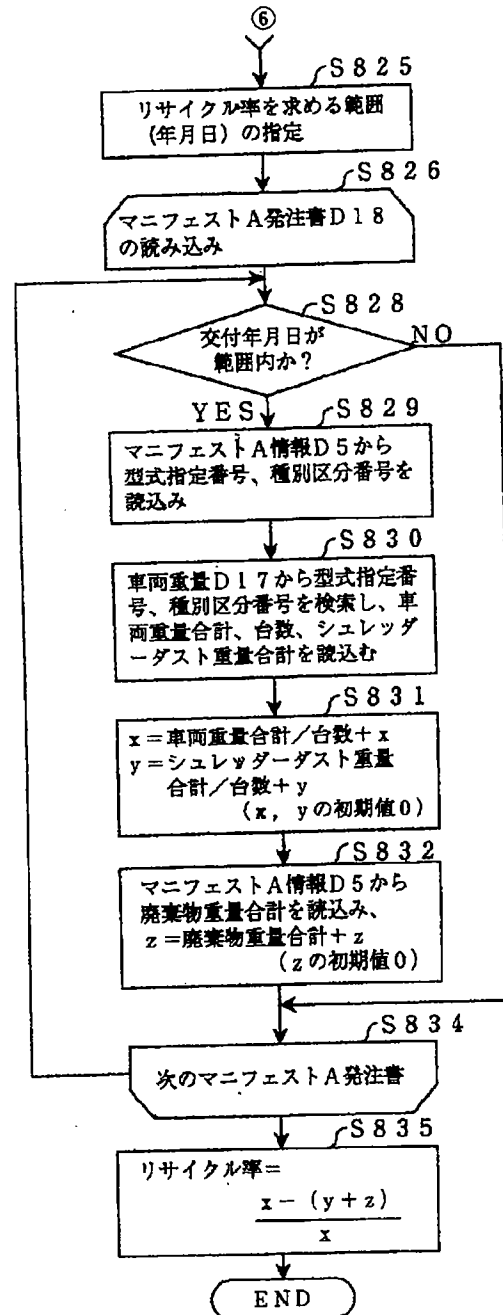 ⑥
S825
リサイクル率を求める範囲
(年月日)の指定
S826
マニフェストA発注書D18
の読み込み
S828
交付年月日が
範囲内か?
NO
YES
S829
マニフェストA情報D5から
型式指定番号、種別区分番号を
読込み
S830
車両重量D17から型式指定番
号、種別区分番号を検索し、車
両重量合計、台数、シュレッダ
ーダスト重量合計を読込む
S831
x=車両重量合計/台数+x
y=シュレッダーダスト重量
合計/台数+y
(x,yの初期値0)
S832
マニフェストA情報D5から
廃棄物重量合計を読込み、
z=廃棄物重量合計+z
(zの初期値0)
S834
次のマニフェストA発注書
S835
リサイクル率=
x-(y+z)
x
END